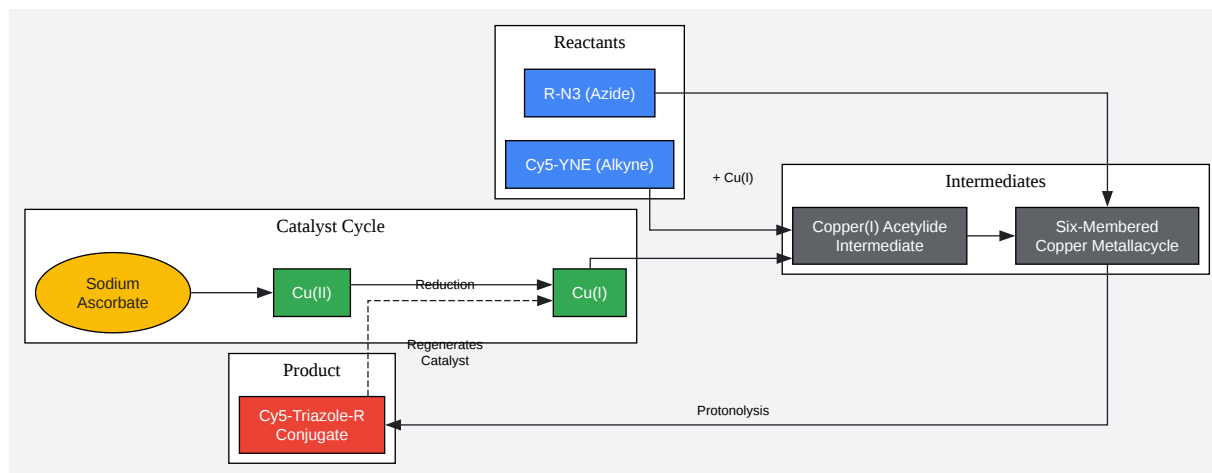 Reactants
R-N3 (Azide)
Cy5-YNE (Alkyne)
+ Cu(I)
Intermediates
Copper(I) Acetylide
Intermediate
Six-Membered
Copper Metallacycle
Catalyst Cycle
Sodium
Ascorbate
Cu(II)
Reduction
Cu(I)
Regenerates
Catalyst
Product
Cy5-Triazole-R
Conjugate
Protonolysis